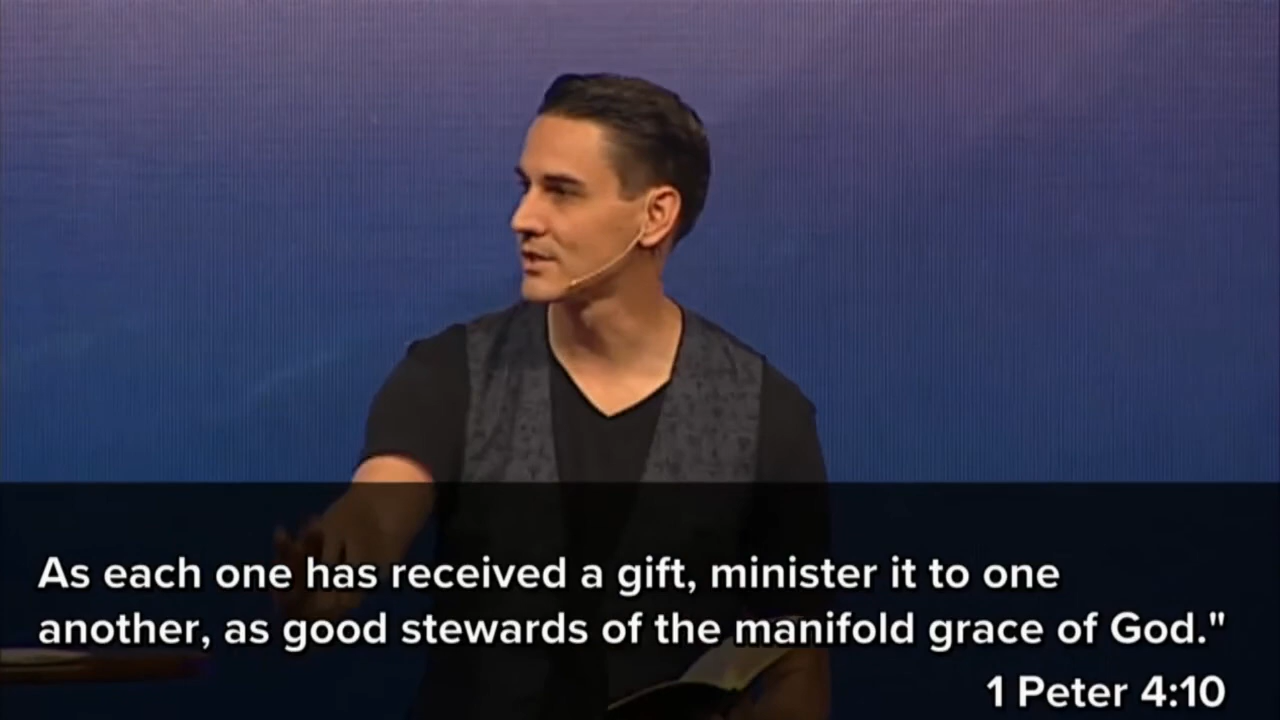 As each one has received a gift, minister it to one
another, as good stewards of the manifold grace of God."
1 Peter 4:10